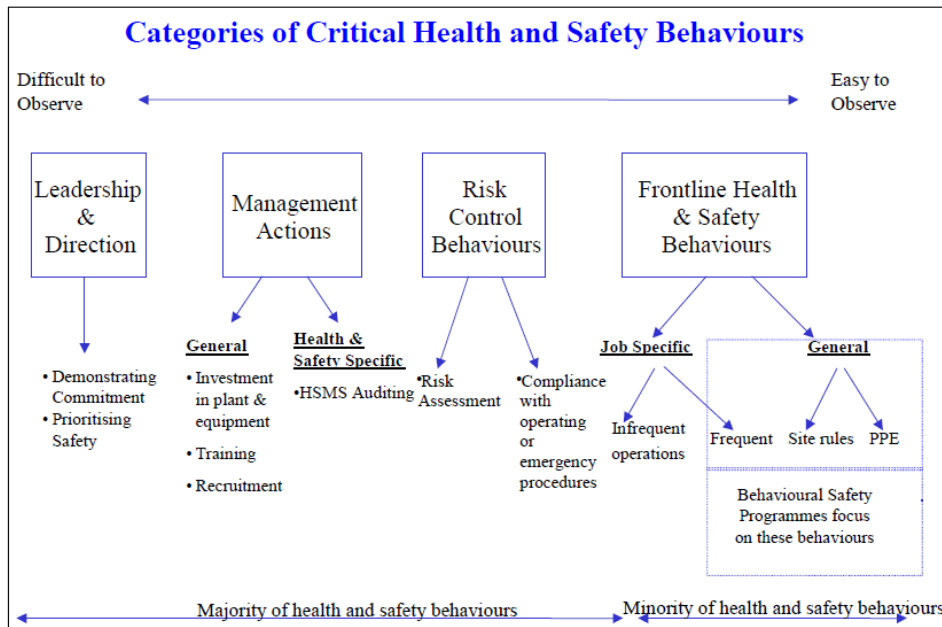 Categories of Critical Health and Safety Behaviours
Difficult to
Observe
Easy to
Observe
Leadership
&
Direction
Management
Actions
Risk
Control
Behaviours
Frontline Health
& Safety
Behaviours
• Demonstrating
Commitment
• Prioritising
Safety
General
• Investment
in plant &
equipment
• Training
• Recruitment
Health &
Safety Specific
• HSMS Auditing
• Risk
Assessment
• Compliance
with
operating
or
emergency
procedures
Job Specific
Infrequent
operations
Frequent
General
Site rules
PPE
Behavioural Safety
Programmes focus
on these behaviours
Majority of health and safety behaviours
Minority of health and safety behaviours